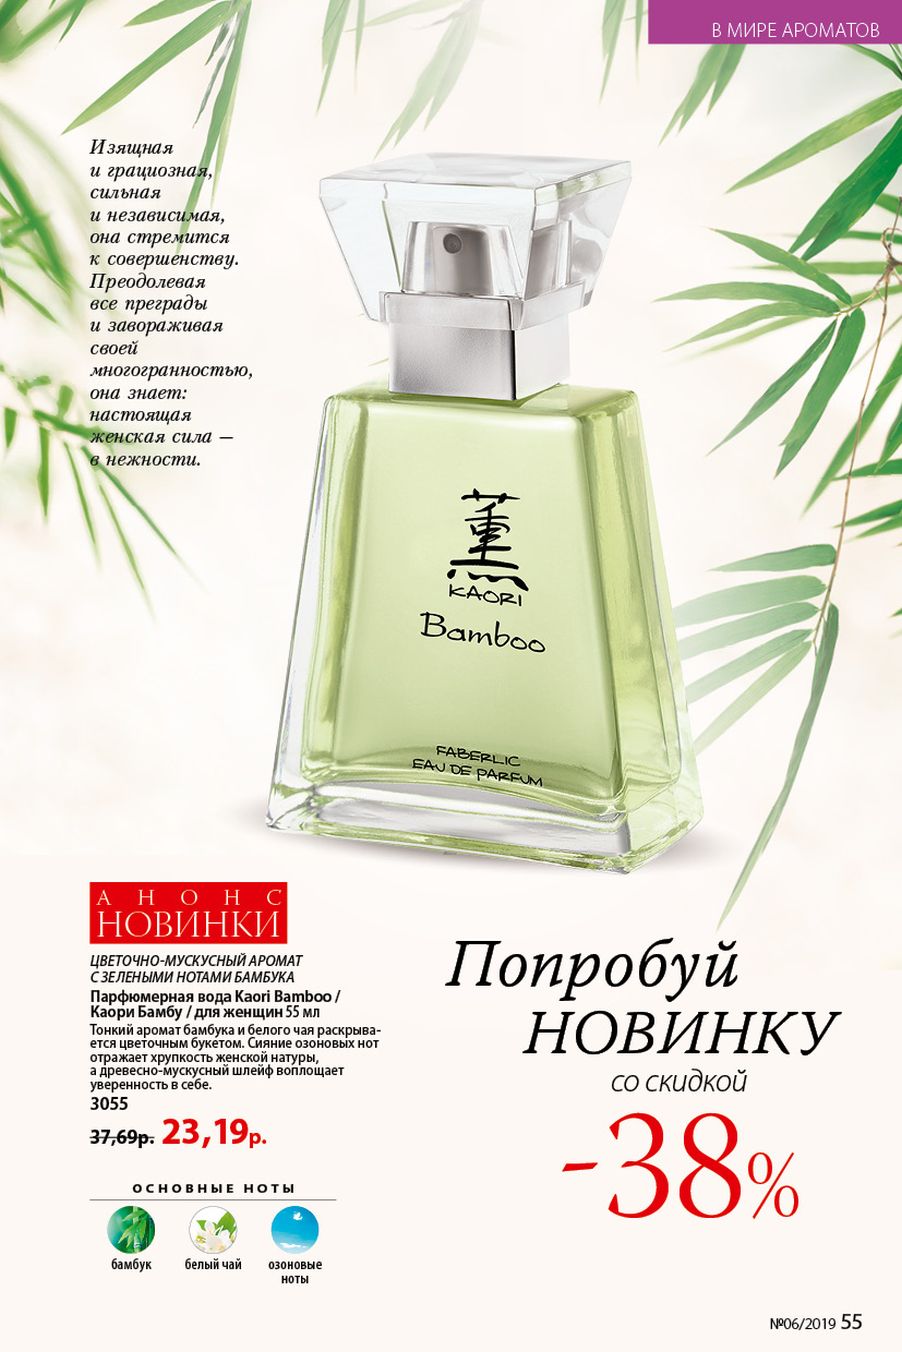 В МИРЕ АРОМАТОВ
Изящная
и грациозная,
сильная
и независимая,
она стремится
к совершенству.
Преодолевая
все преграды
и завораживая
своей
многогранностью,
она знает:
настоящая
женская сила —
в нежности.
薫
KAORI
Bamboo
FABERLIC
EAU DE PARFUM
АНОНС
НОВИНКИ
ЦВЕТОЧНО-МУСКУСНЫЙ АРОМАТ
С ЗЕЛЕНЫМИ НОТАМИ БАМБУКА
Парфюмерная вода Kaori Bamboo /
Каори Бамбу / для женщин 55 мл
Тонкий аромат бамбука и белого чая раскрыва-
ется цветочным букетом. Сияние озоновых нот
отражает хрупкость женской натуры,
а древесно-мускусный шлейф воплощает
уверенность в себе.
3055
37,69р. 23,19р.
ОСНОВНЫЕ НОТЫ
бамбук
белый чай
озоновые
ноты
Попробуй
НОВИНКУ
со скидкой
-38%
№06/2019 55